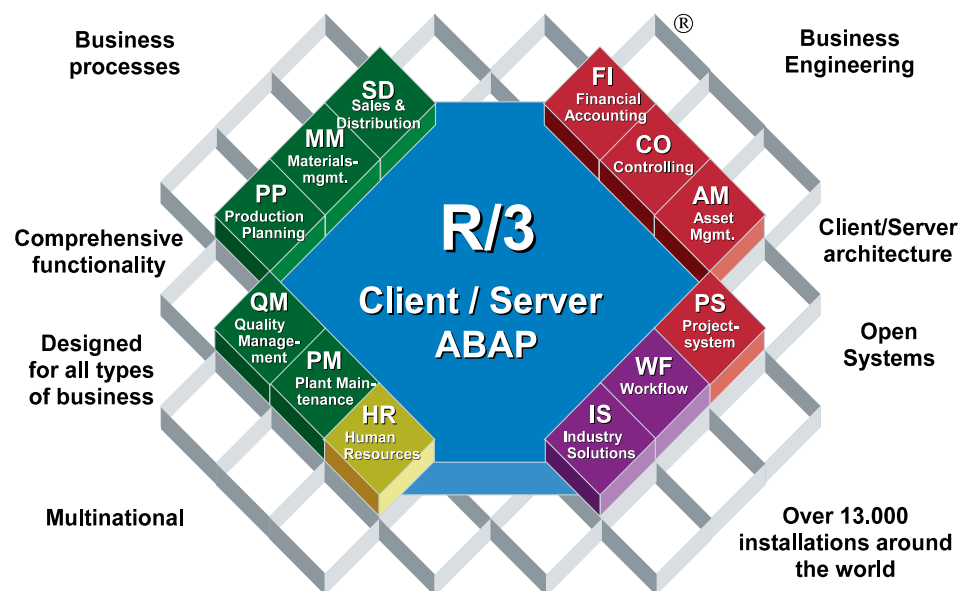 Business
processes
®
Business
Engineering
SD
Sales &
Distribution
MM
Materials-
mgmt.
PP
Production
Planning
FI
Financial
Accounting
CO
Controlling
AM
Asset
Mgmt.
R/3
Client / Server
ABAP
Comprehensive
functionality
Client/Server
architecture
QM
Quality
Manage-
ment
PM
Plant Main-
tenance
HR
Human
Resources
PS
Project-
system
WF
Workflow
IS
Industry
Solutions
Designed
for all types
of business
Open
Systems
Multinational
Over 13.000
installations around
the world